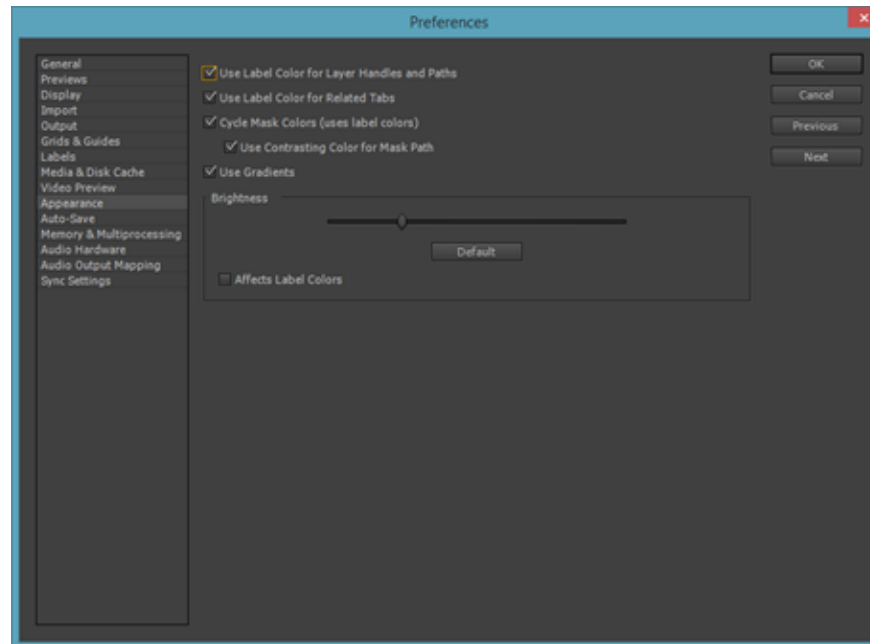 Preferences
General
Previews
Display
Import
Output
Grids & Guides
Labels
Media & Disk Cache
Video Preview
Appearance
Auto-Save
Memory & Multiprocessing
Audio Hardware
Audio Output Mapping
Sync Settings
Use Label Color for Layer Handles and Paths
Use Label Color for Related Tabs
Cycle Mask Colors (uses label colors)
Use Contrasting Color for Mask Path
Use Gradients
Brightness
Default
Affects Label Colors
OK
Cancel
Previous
Next